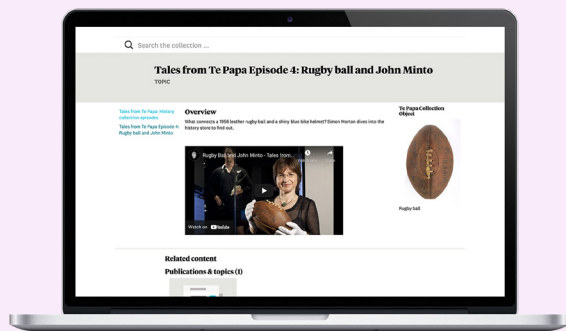 Search the collection ...
Tales from Te Papa Episode 4: Rugby ball and John Minto
TOPIC
Tales from Te Papa: History
collection episodes
Tales from Te Papa Episode 4:
Rugby ball and John Minto
Overview
What connects a 1956 leather rugby ball and a shiny blue bike helmet? Simon Morton dives into the
history store to find out.
Rugby Ball and John Minto - Tales from...
Watch on YouTube
Te Papa Collection
Object
Rugby ball
Related content
Publications & topics (1)